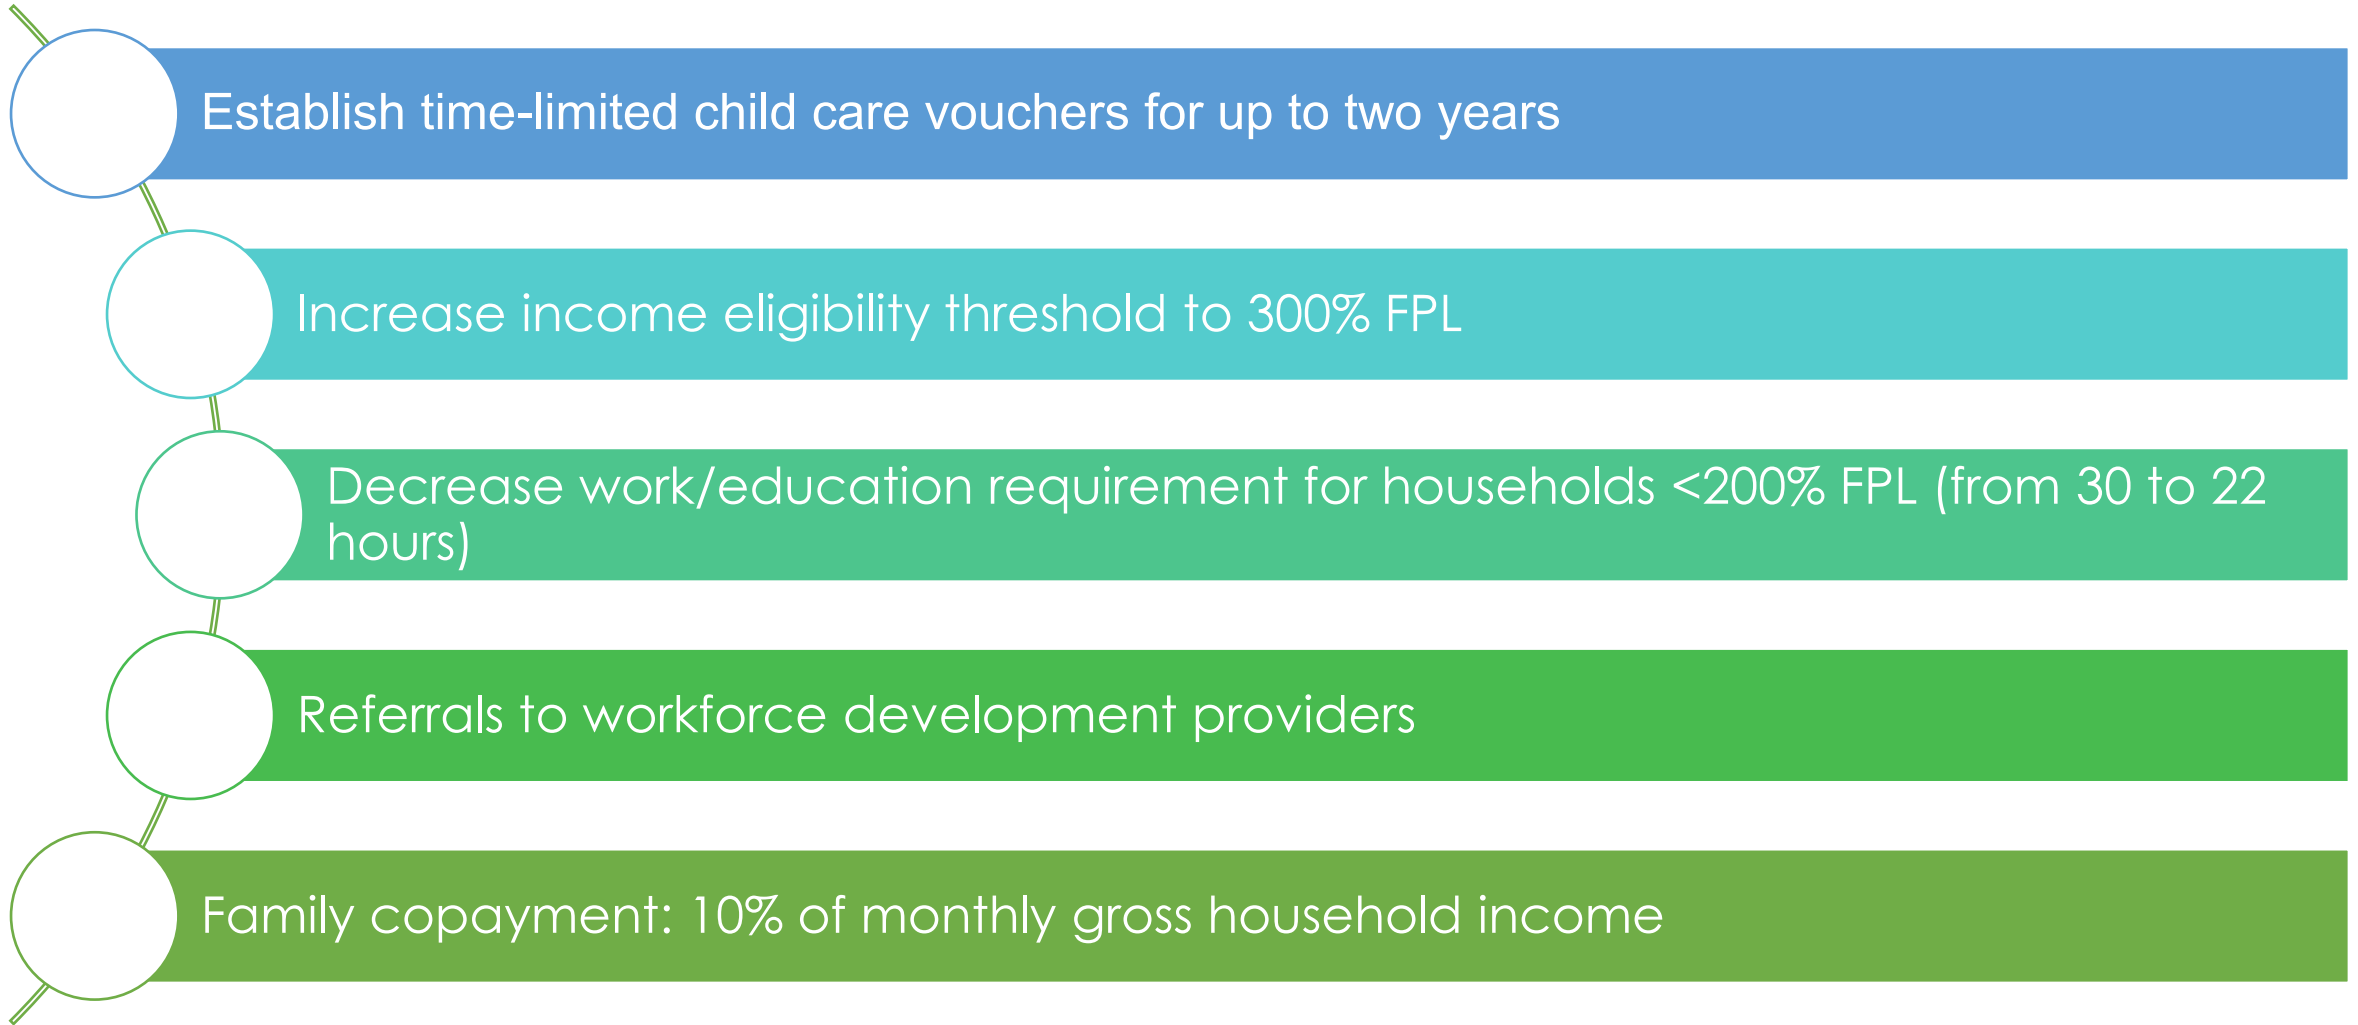 Establish time-limited child care vouchers for up to two years
Increase income eligibility threshold to 300% FPL
Decrease work/education requirement for households <200% FPL (from 30 to 22
hours)
Referrals to workforce development providers
Family copayment: 10% of monthly gross household income